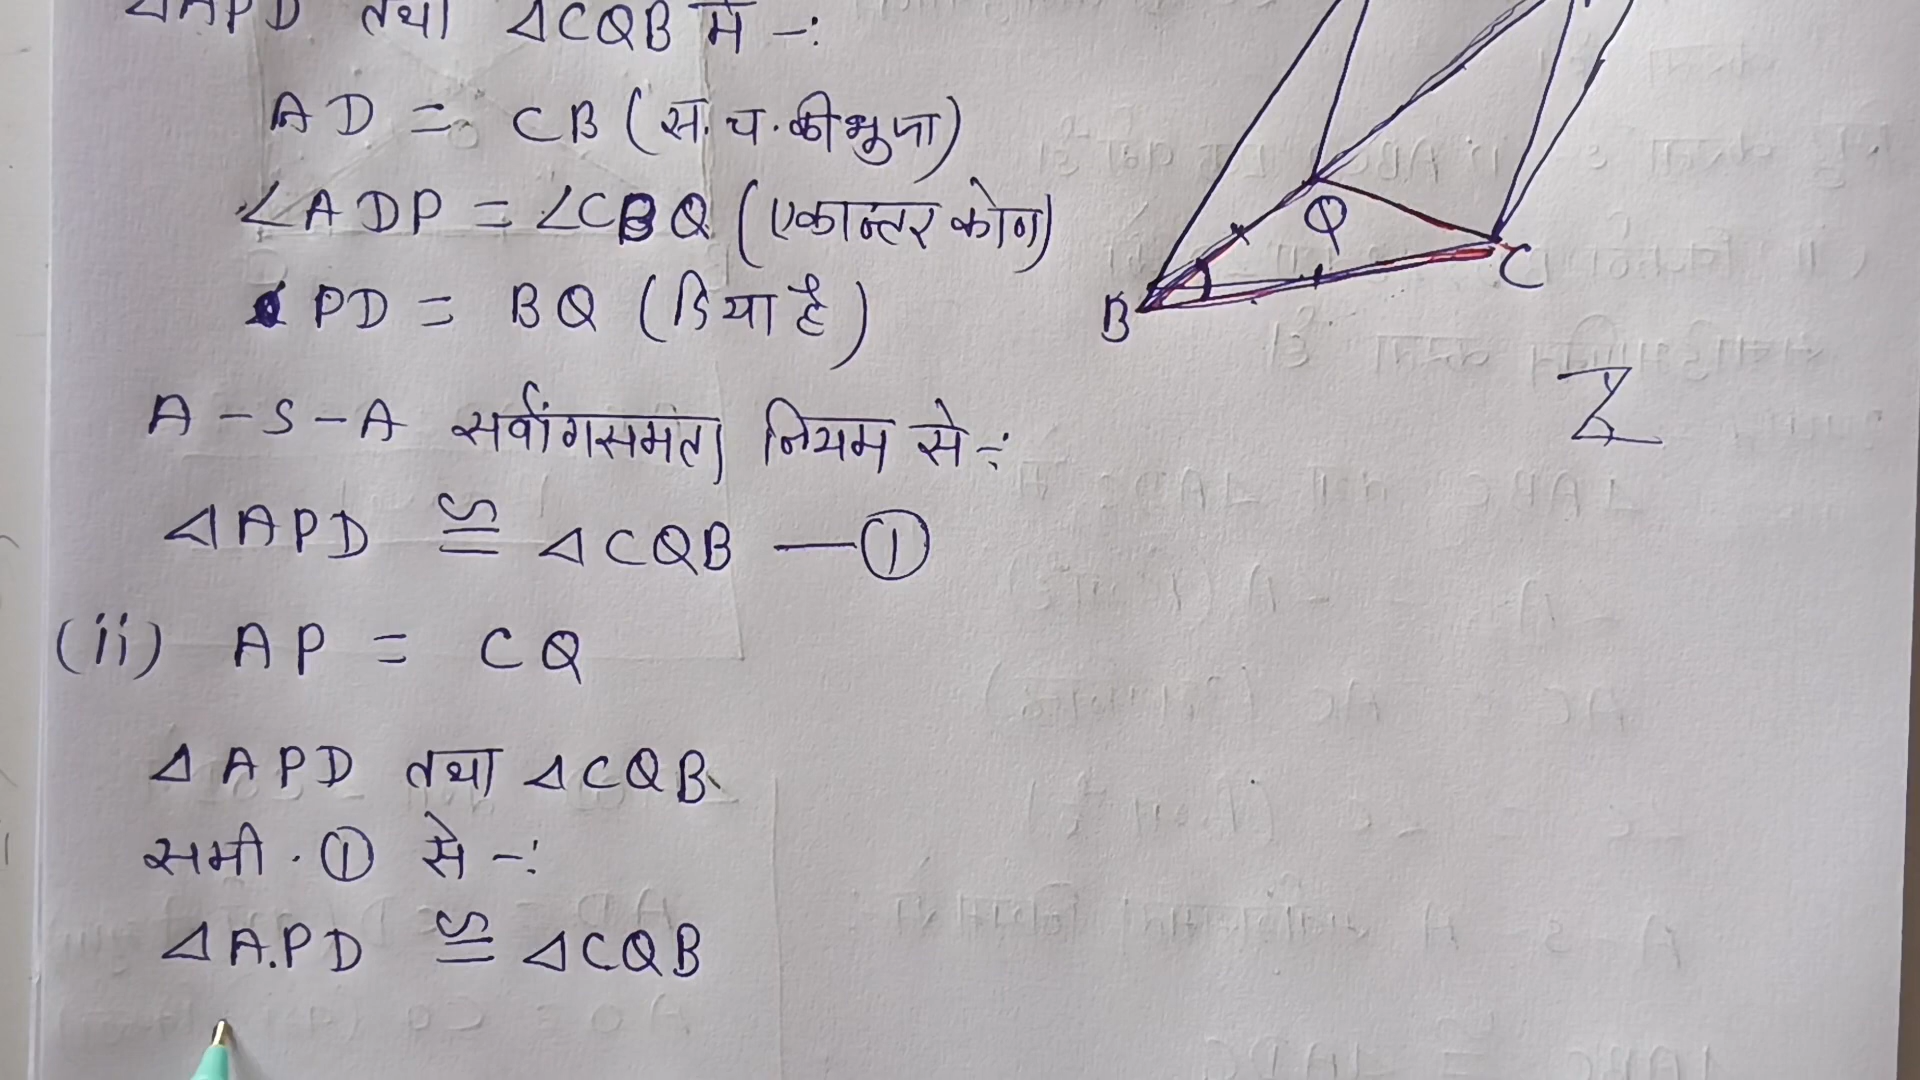 △APD तथा △CQB में -:
AD = CB (स. च. की भुजा)
∠ADP = ∠CBQ (एकान्तर कोण)
PD = BQ (दिया है)
A-S-A सर्वांगसमता नियम से -:
△APD ≅ △CQB — ①
(ii) AP = CQ
△APD तथा △CQB
समी. ① से -:
△A.PD ≅ △CQB
Q
C
B
Z